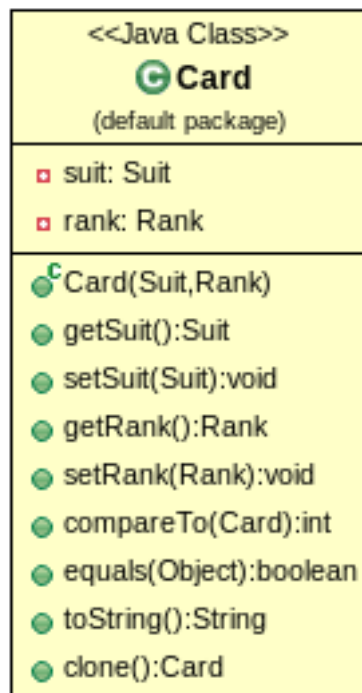 <<Java Class>>
C Card
(default package)
suit: Suit
rank: Rank
C Card(Suit,Rank)
getSuit():Suit
setSuit(Suit):void
getRank():Rank
setRank(Rank):void
compareTo(Card):int
equals(Object):boolean
toString():String
clone():Card